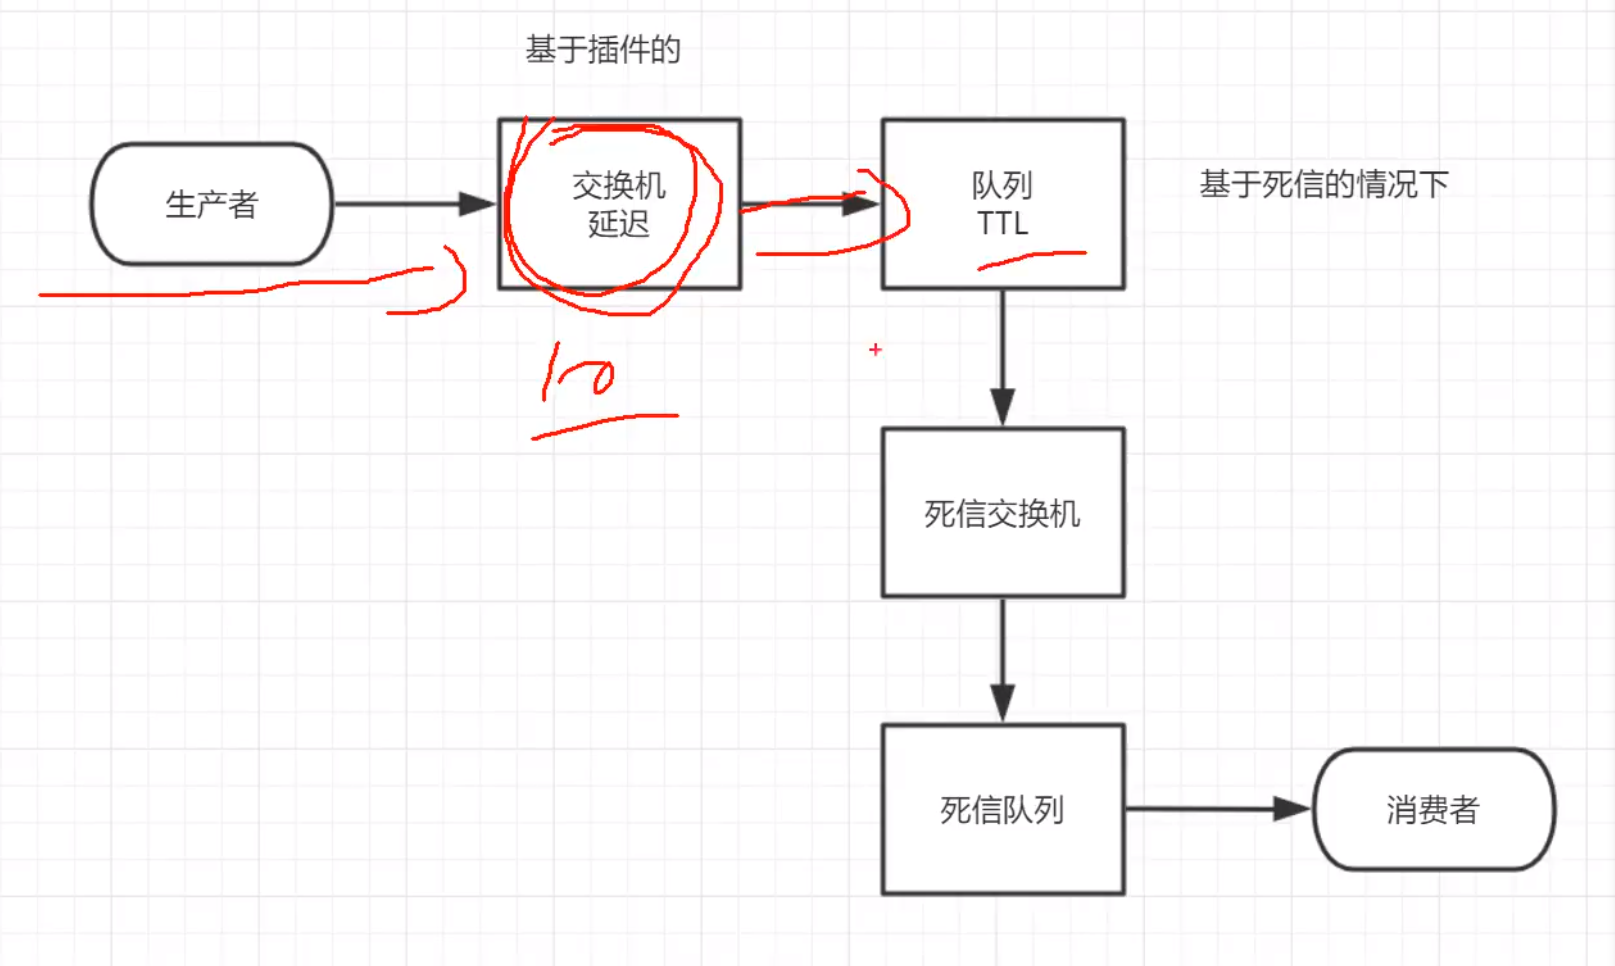 基于插件的
生产者
交换机
延迟
队列
TTL
基于死信的情况下
死信交换机
死信队列
消费者